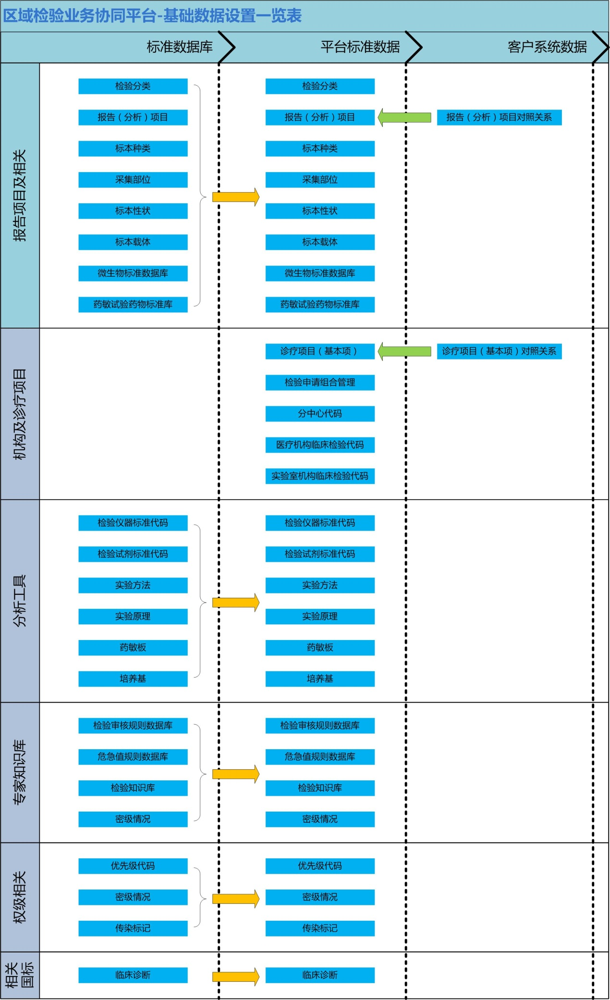 区域检验业务协同平台-基础数据设置一览表
标准数据库
平台标准数据
客户系统数据
报告项目及相关
检验分类
检验分类
报告（分析）项目
报告（分析）项目
报告（分析）项目对照关系
标本种类
标本种类
采集部位
采集部位
标本性状
标本性状
标本载体
标本载体
微生物标准数据库
微生物标准数据库
药敏试验药物标准库
药敏试验药物标准库
机构及诊疗项目
诊疗项目（基本项）
诊疗项目（基本项）对照关系
检验申请组合管理
分中心代码
医疗机构临床检验代码
实验室机构临床检验代码
分析工具
检验仪器标准代码
检验仪器标准代码
检验试剂标准代码
检验试剂标准代码
实验方法
实验方法
实验原理
实验原理
药敏板
药敏板
培养基
培养基
专家知识库
检验审核规则数据库
检验审核规则数据库
危急值规则数据库
危急值规则数据库
检验知识库
检验知识库
密级情况
密级情况
权级相关
优先级代码
优先级代码
密级情况
密级情况
传染标记
传染标记
相关
国标
临床诊断
临床诊断